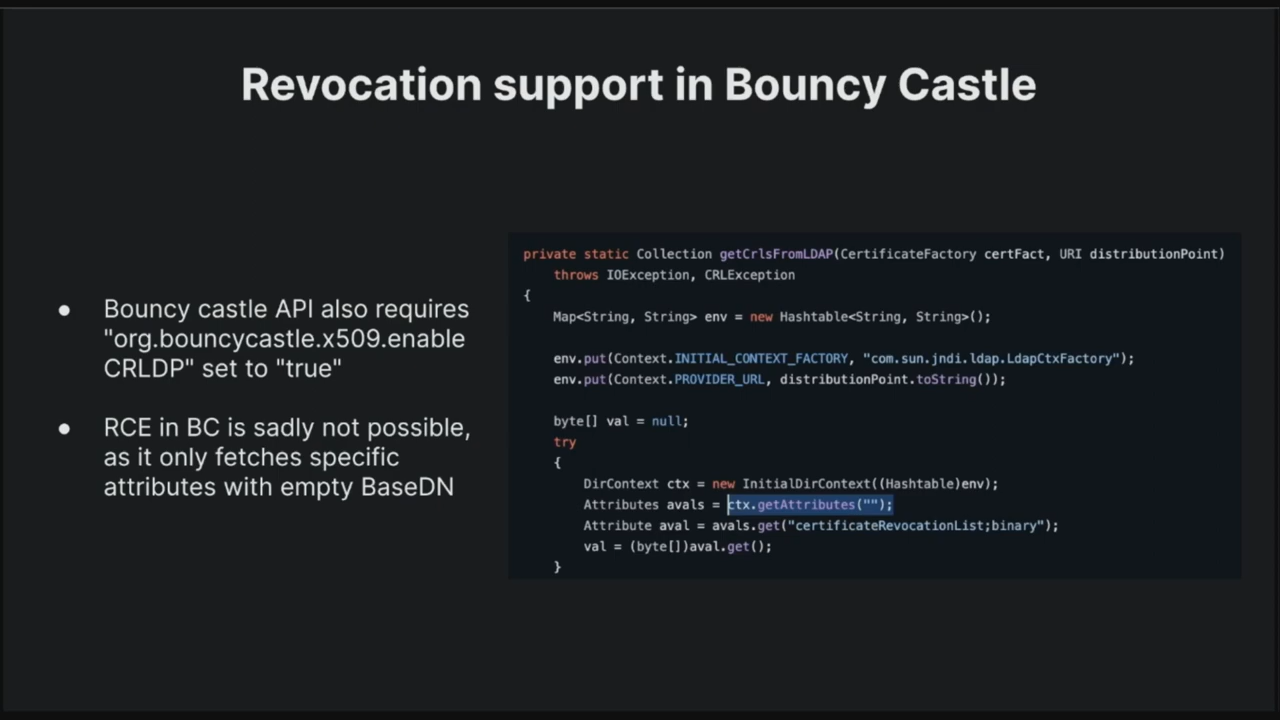 Revocation support in Bouncy Castle
● Bouncy castle API also requires
"org.bouncycastle.x509.enable
CRLDP" set to "true"
● RCE in BC is sadly not possible,
as it only fetches specific
attributes with empty BaseDN
private static Collection getCrlsFromLDAP(CertificateFactory certFact, URI distributionPoint)
throws IOException, CRLException
{
Map<String, String> env = new Hashtable<String, String>();
env.put(Context.INITIAL_CONTEXT_FACTORY, "com.sun.jndi.ldap.LdapCtxFactory");
env.put(Context.PROVIDER_URL, distributionPoint.toString());
byte[] val = null;
try
{
DirContext ctx = new InitialDirContext((Hashtable)env);
Attributes avals = ctx.getAttributes("");
Attribute aval = avals.get("certificateRevocationList;binary");
val = (byte[])aval.get();
}